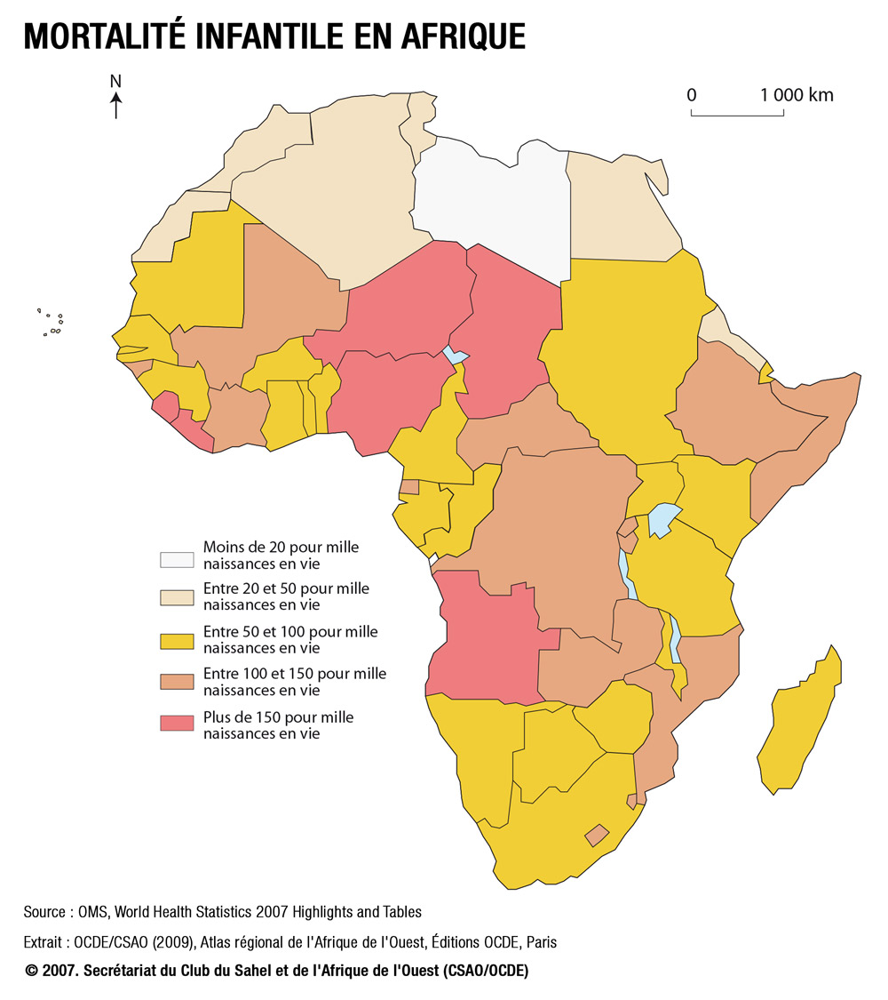 MORTALITÉ INFANTILE EN AFRIQUE
N
0 1 000 km
Moins de 20 pour mille
naissances en vie
Entre 20 et 50 pour mille
naissances en vie
Entre 50 et 100 pour mille
naissances en vie
Entre 100 et 150 pour mille
naissances en vie
Plus de 150 pour mille
naissances en vie
Source : OMS, World Health Statistics 2007 Highlights and Tables
Extrait : OCDE/CSAO (2009), Atlas régional de l'Afrique de l'Ouest, Éditions OCDE, Paris
© 2007. Secrétariat du Club du Sahel et de l'Afrique de l'Ouest (CSAO/OCDE)